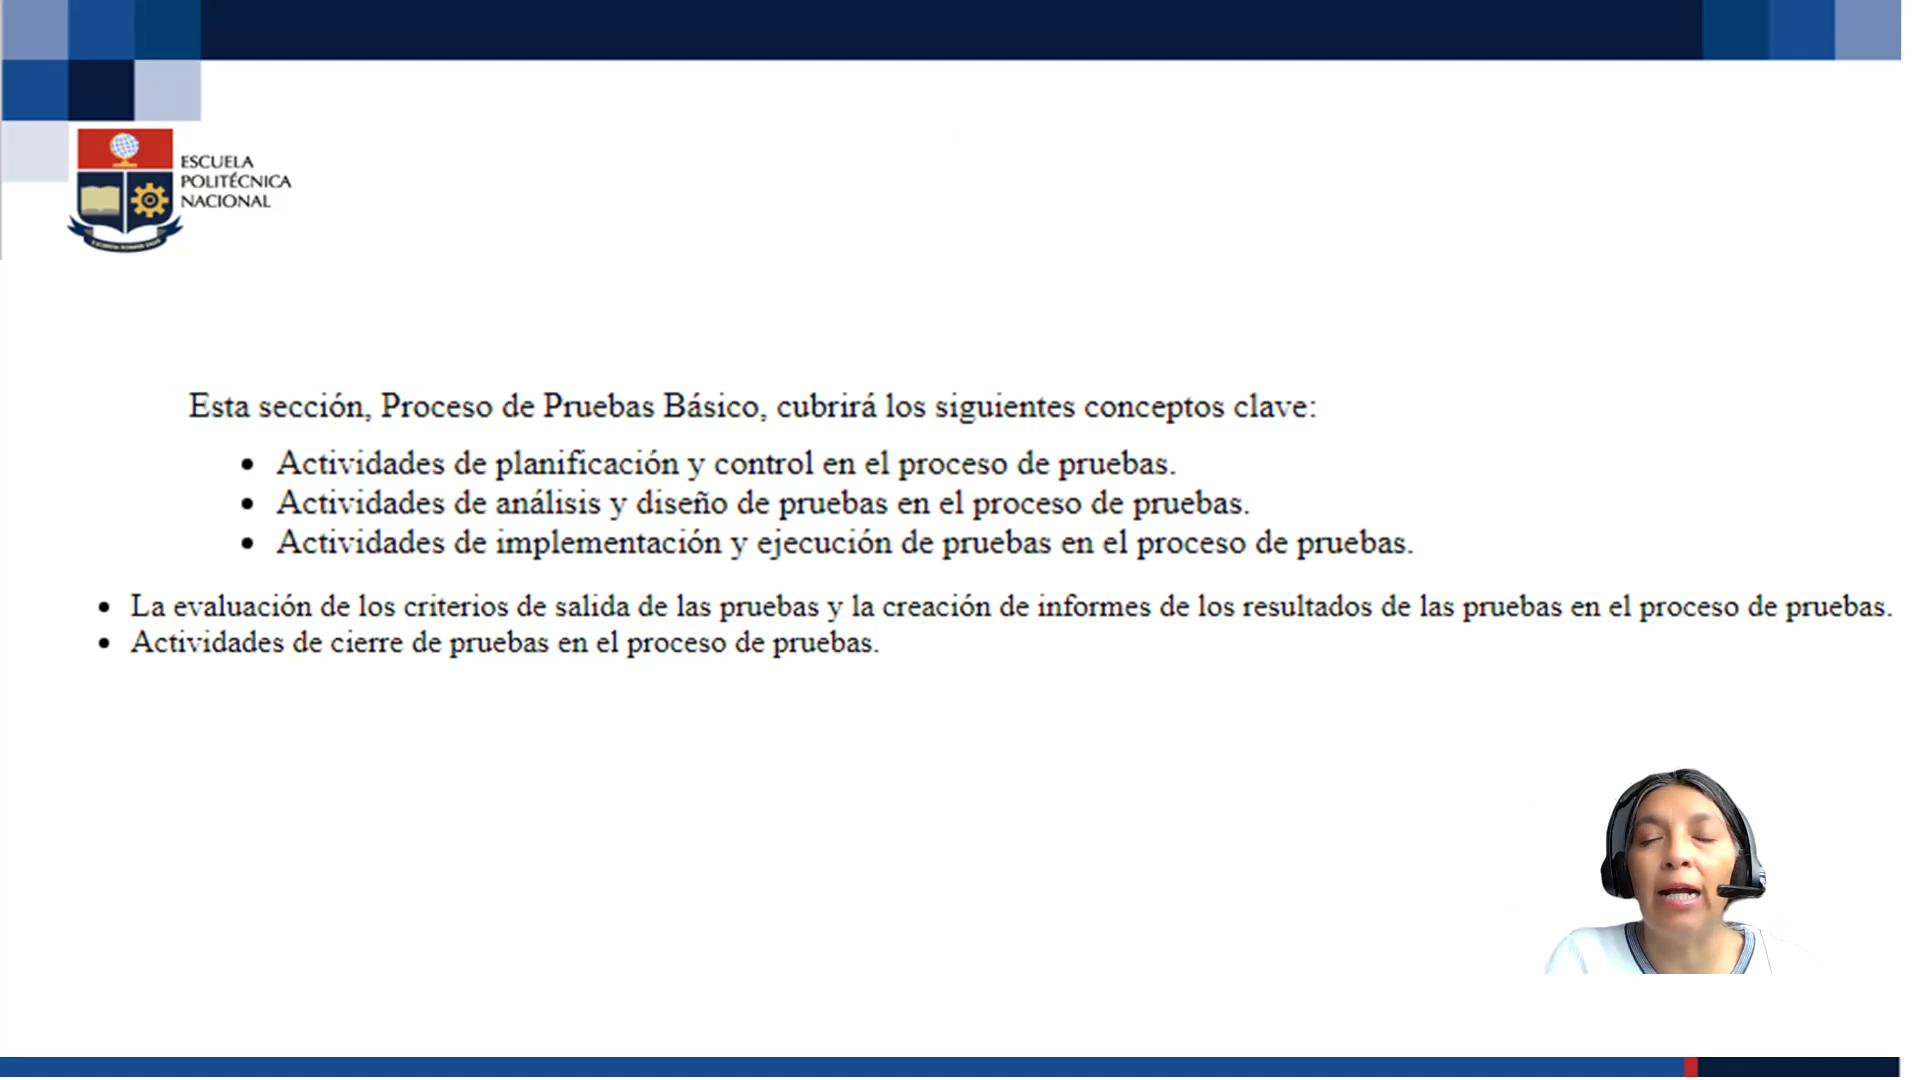 ESCUELA
POLITÉCNICA
NACIONAL
Esta sección, Proceso de Pruebas Básico, cubrirá los siguientes conceptos clave:
• Actividades de planificación y control en el proceso de pruebas.
• Actividades de análisis y diseño de pruebas en el proceso de pruebas.
• Actividades de implementación y ejecución de pruebas en el proceso de pruebas.
• La evaluación de los criterios de salida de las pruebas y la creación de informes de los resultados de las pruebas en el proceso de pruebas.
• Actividades de cierre de pruebas en el proceso de pruebas.